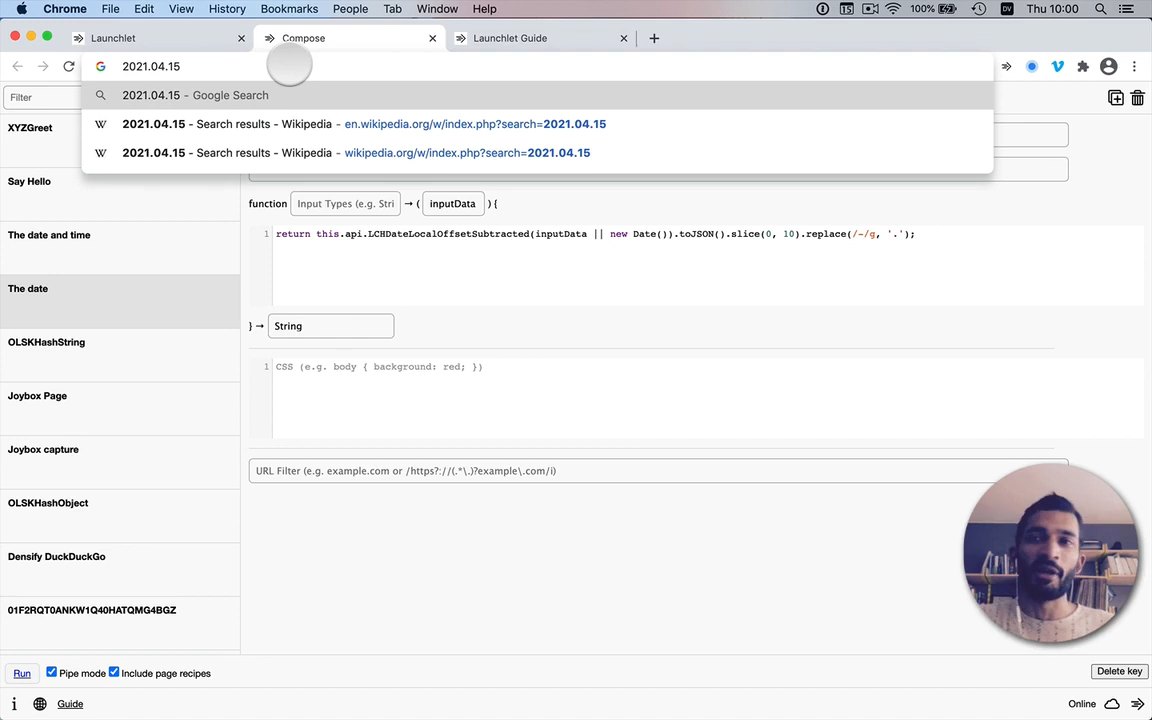 Chrome File Edit View History Bookmarks People Tab Window Help 15 100% DV Thu 10:00
Launchlet Compose Launchlet Guide
2021.04.15
2021.04.15 - Google Search
2021.04.15 - Search results - Wikipedia - en.wikipedia.org/w/index.php?search=2021.04.15
2021.04.15 - Search results - Wikipedia - wikipedia.org/w/index.php?search=2021.04.15
Filter
XYZGreet
Say Hello
The date and time
The date
OLSKHashString
Joybox Page
Joybox capture
OLSKHashObject
Densify DuckDuckGo
01F2RQT0ANKW1Q40HATQMG4BGZ
function Input Types (e.g. Stri → ( inputData ) {
1 return this.api.LCHDateLocalOffsetSubtracted(inputData || new Date()).toJSON().slice(0, 10).replace(/-/g, '.');
} → String
1 CSS (e.g. body { background: red; })
URL Filter (e.g. example.com or /https?://(.*\.)?example\.com/i)
Run Pipe mode Include page recipes Delete key
Guide Online